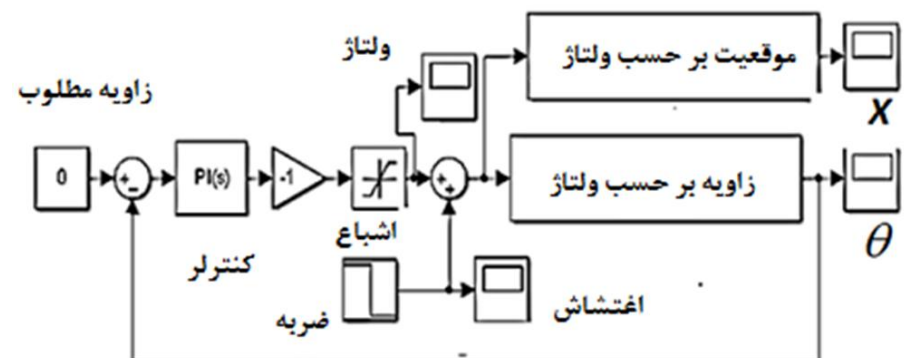 ولتاژ
موقعیت بر حسب ولتاژ
X
زاویه مطلوب
0
+
-
PI(s)
-1
+
+
زاویه بر حسب ولتاژ
θ
اشباع
کنترلر
ضربه
اغتشاش